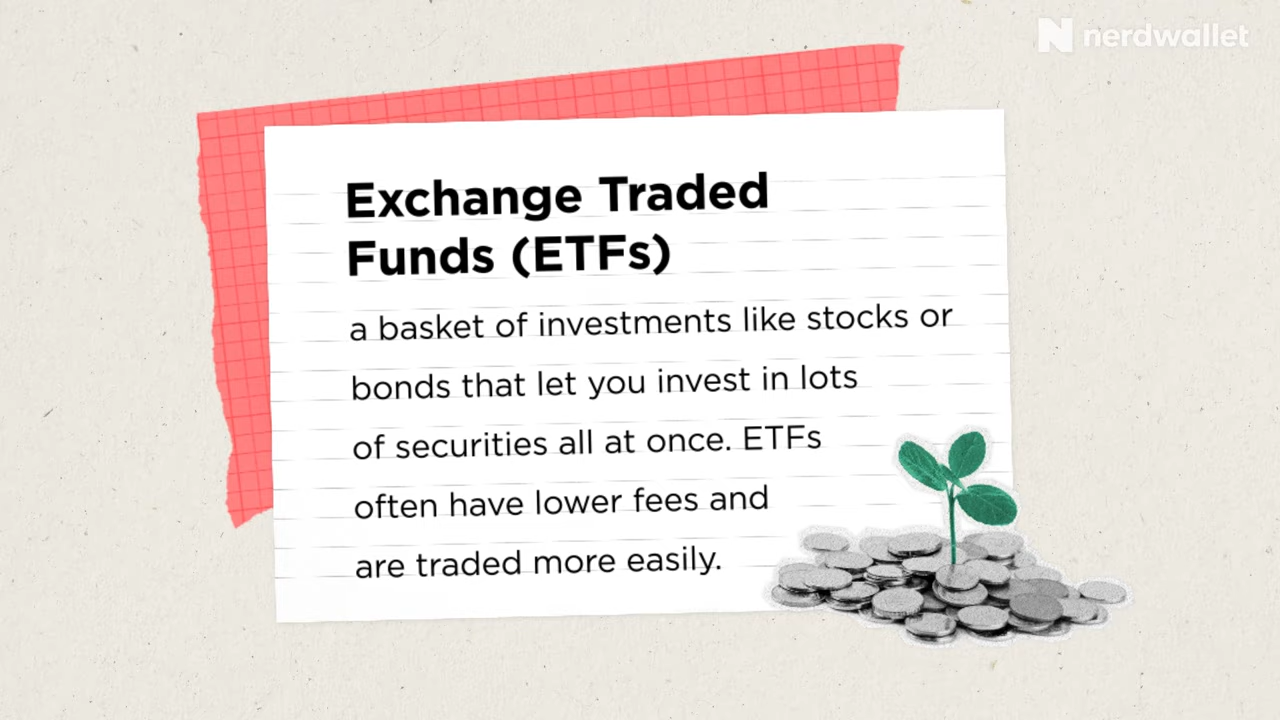 nerdwallet
Exchange Traded
Funds (ETFs)
a basket of investments like stocks or
bonds that let you invest in lots
of securities all at once. ETFs
often have lower fees and
are traded more easily.